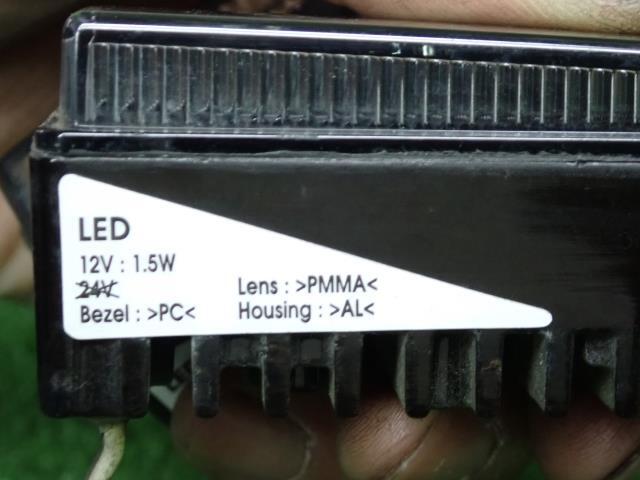 LED
12V : 1.5W
24V
Lens : >PMMA<
Bezel : >PC<
Housing : >AL<